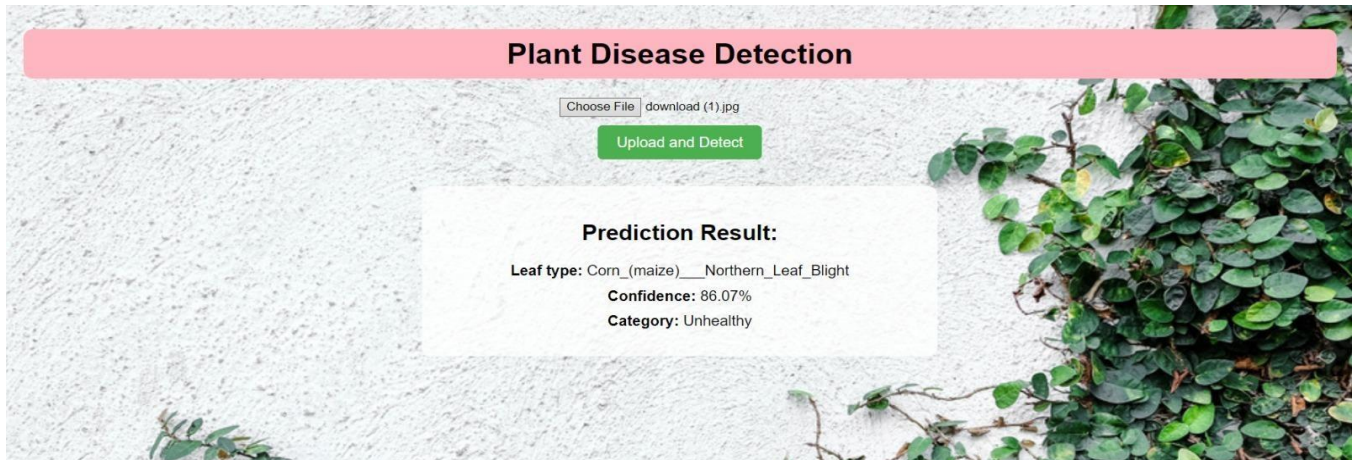 Plant Disease Detection
Choose File download (1).jpg
Upload and Detect
Prediction Result:
Leaf type: Corn_(maize)___Northern_Leaf_Blight
Confidence: 86.07%
Category: Unhealthy